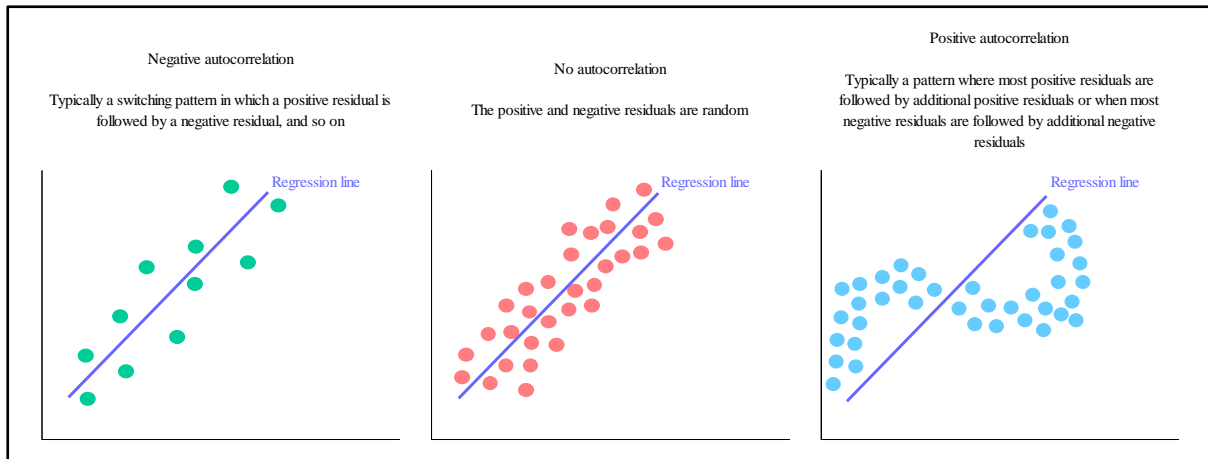 Negative autocorrelation
Typically a switching pattern in which a positive residual is
followed by a negative residual, and so on
Regression line
No autocorrelation
The positive and negative residuals are random
Regression line
Positive autocorrelation
Typically a pattern where most positive residuals are
followed by additional positive residuals or when most
negative residuals are followed by additional negative
residuals
Regression line